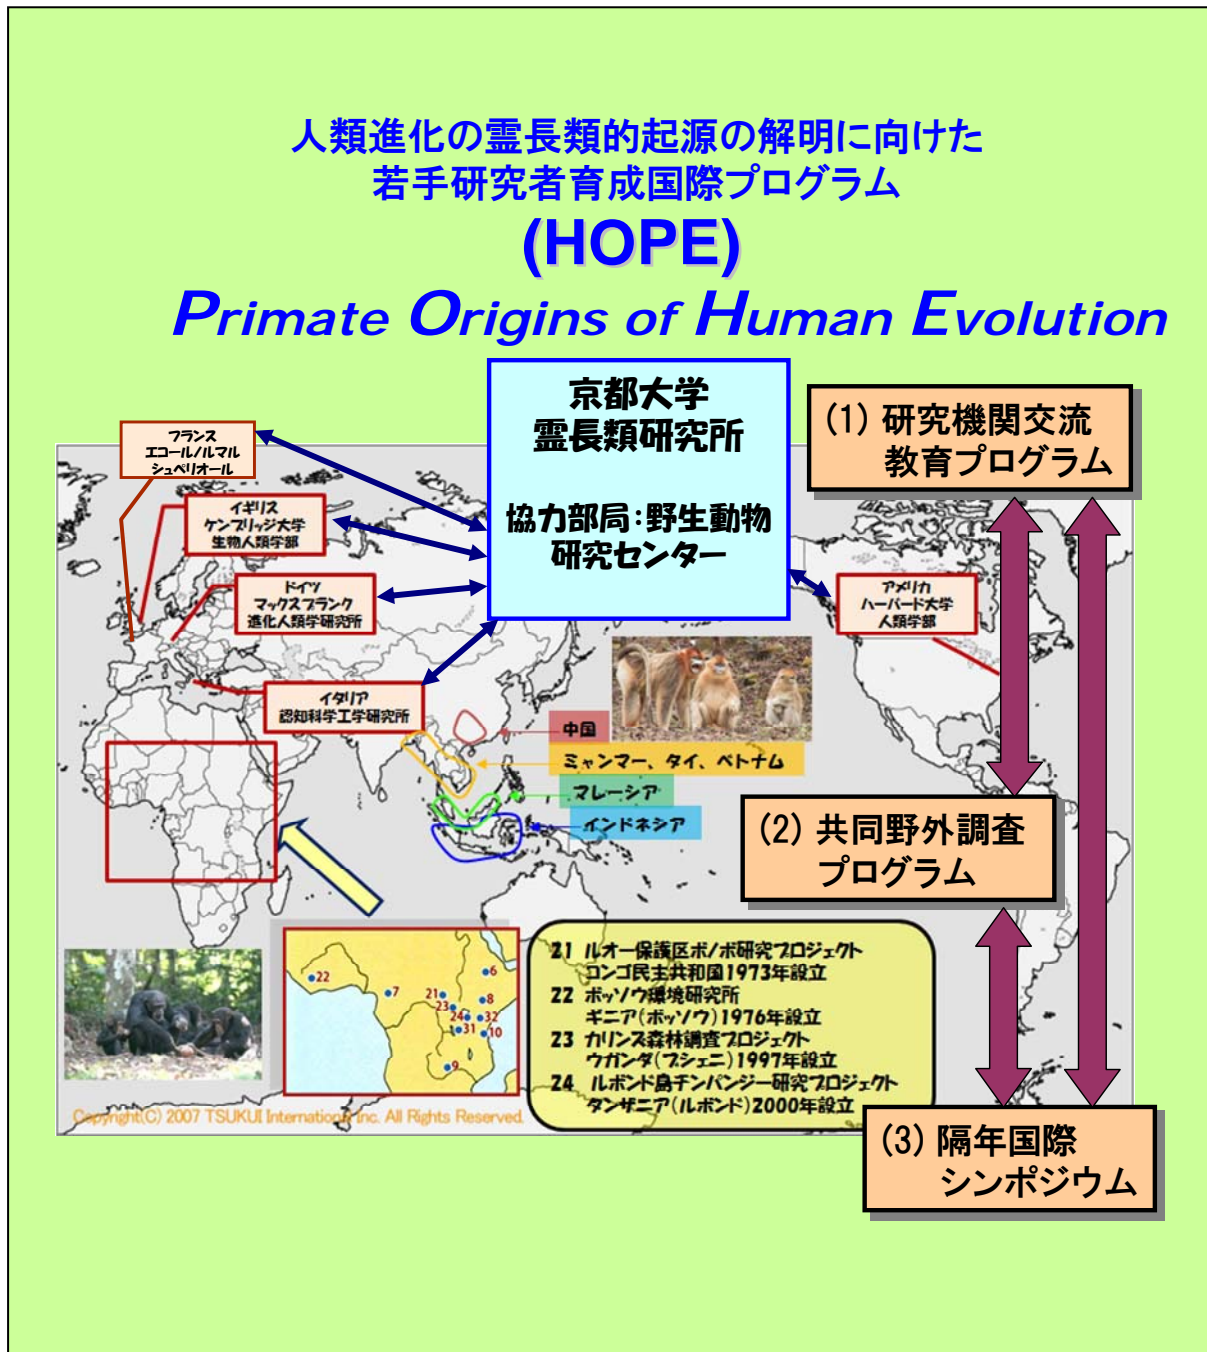 人類進化の霊長類的起源の解明に向けた
若手研究者育成国際プログラム
(HOPE)
Primate Origins of Human Evolution
京都大学
霊長類研究所
協力部局：野生動物
研究センター
(1) 研究機関交流
教育プログラム
フランス
エコールノルマル
シュペリオール
イギリス
ケンブリッジ大学
生物人類学部
ドイツ
マックスプランク
進化人類学研究所
イタリア
認知科学工学研究所
アメリカ
ハーバード大学
人類学部
中国
ミャンマー、タイ、ベトナム
マレーシア
インドネシア
(2) 共同野外調査
プログラム
22
7
21
23
24
31
6
8
32
10
9
21 ルオー保護区ボノボ研究プロジェクト
コンゴ民主共和国1973年設立
22 ボッソウ環境研究所
ギニア(ボッソウ)1976年設立
23 カリンズ森林調査プロジェクト
ウガンダ(ブシェニ)1997年設立
24 ルボンド島チンパンジー研究プロジェクト
タンザニア(ルボンド)2000年設立
Copyright(C) 2007 TSUKUI International Inc. All Rights Reserved.
(3) 隔年国際
シンポジウム